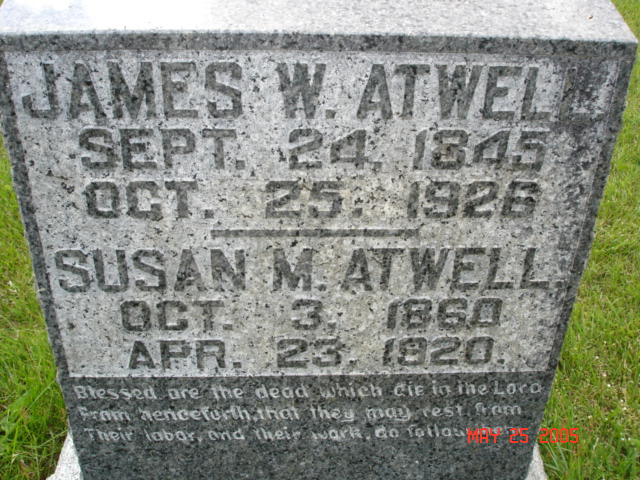 JAMES W. ATWELL
SEPT. 24. 1845
OCT. 25. 1926
SUSAN M. ATWELL.
OCT. 3. 1860
APR. 23. 1920.
Blessed are the dead which die in the Lord
From henceforth, that they may rest from
Their labor, and their work, do follow
MAY 25 2005